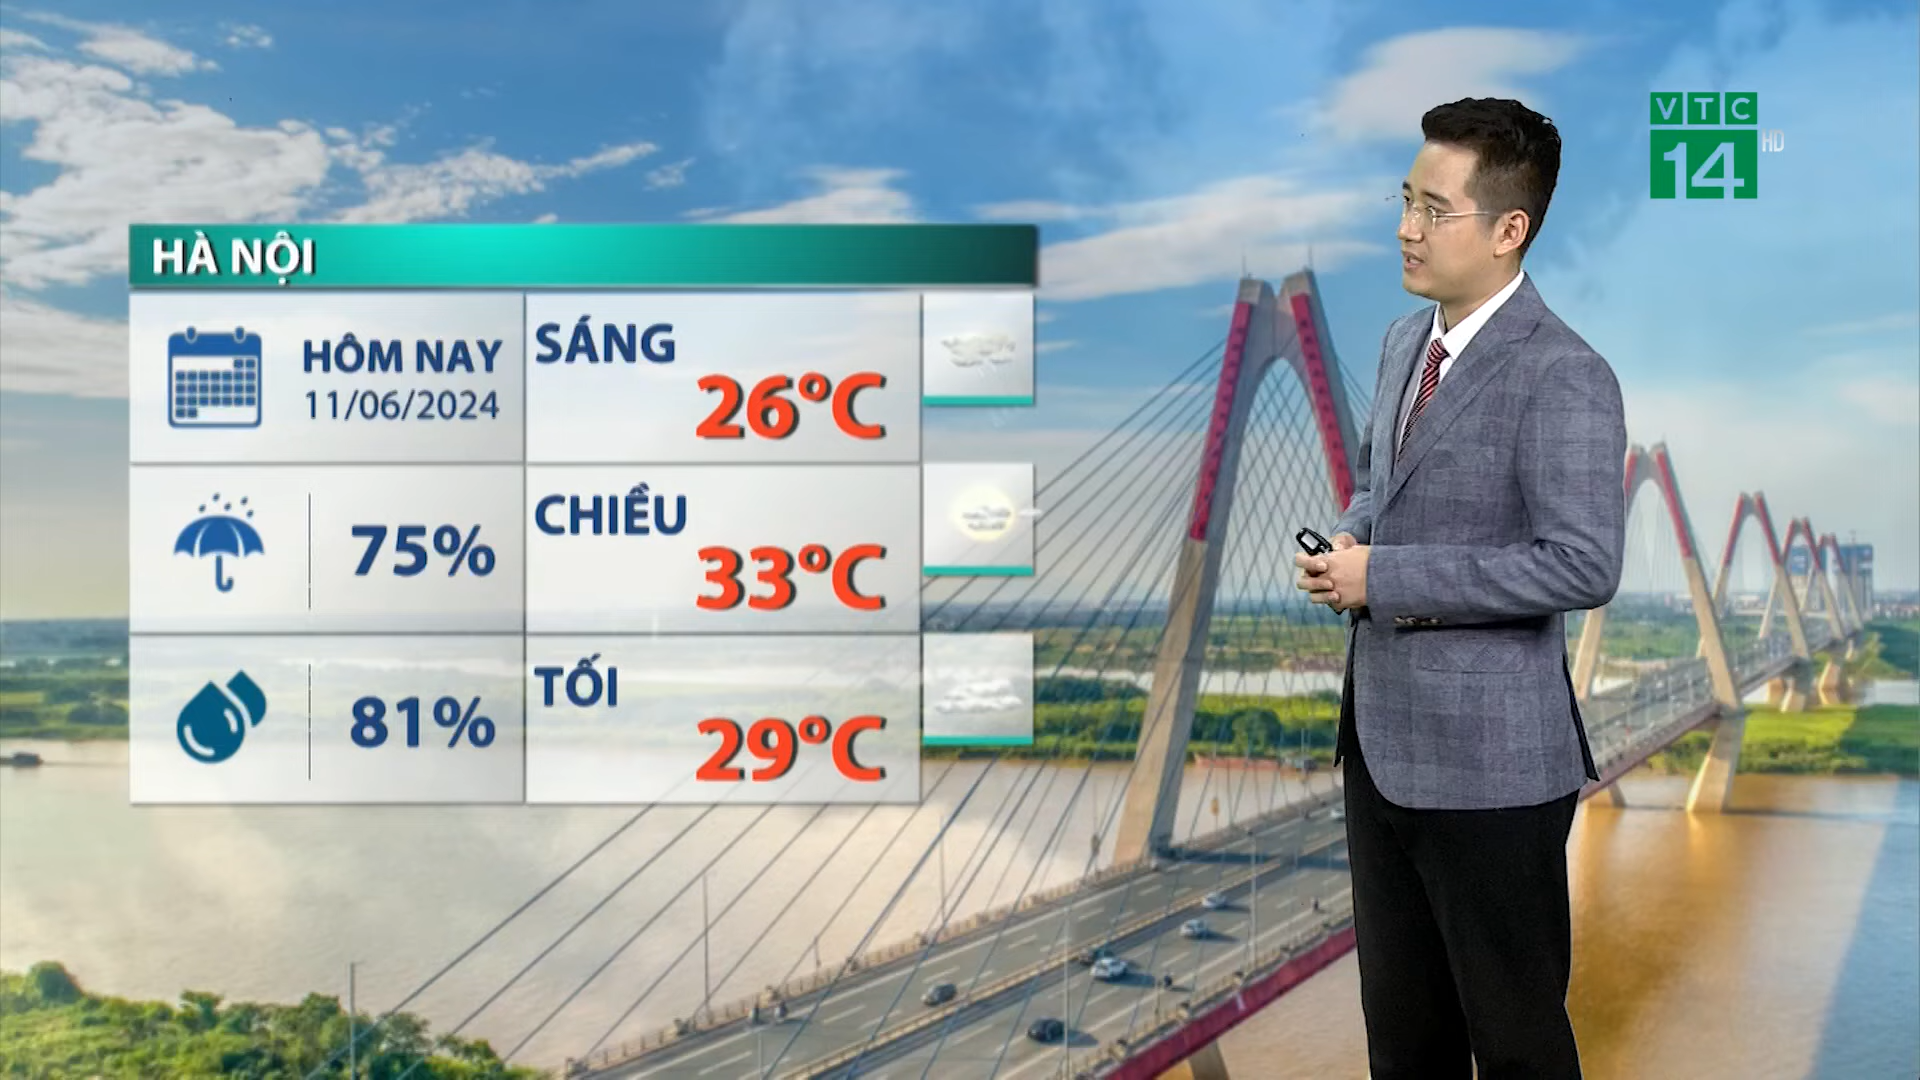 VTC
14 HD
HÀ NỘI
HÔM NAY
11/06/2024
SÁNG
26°C
75%
CHIỀU
33°C
81%
TỐI
29°C